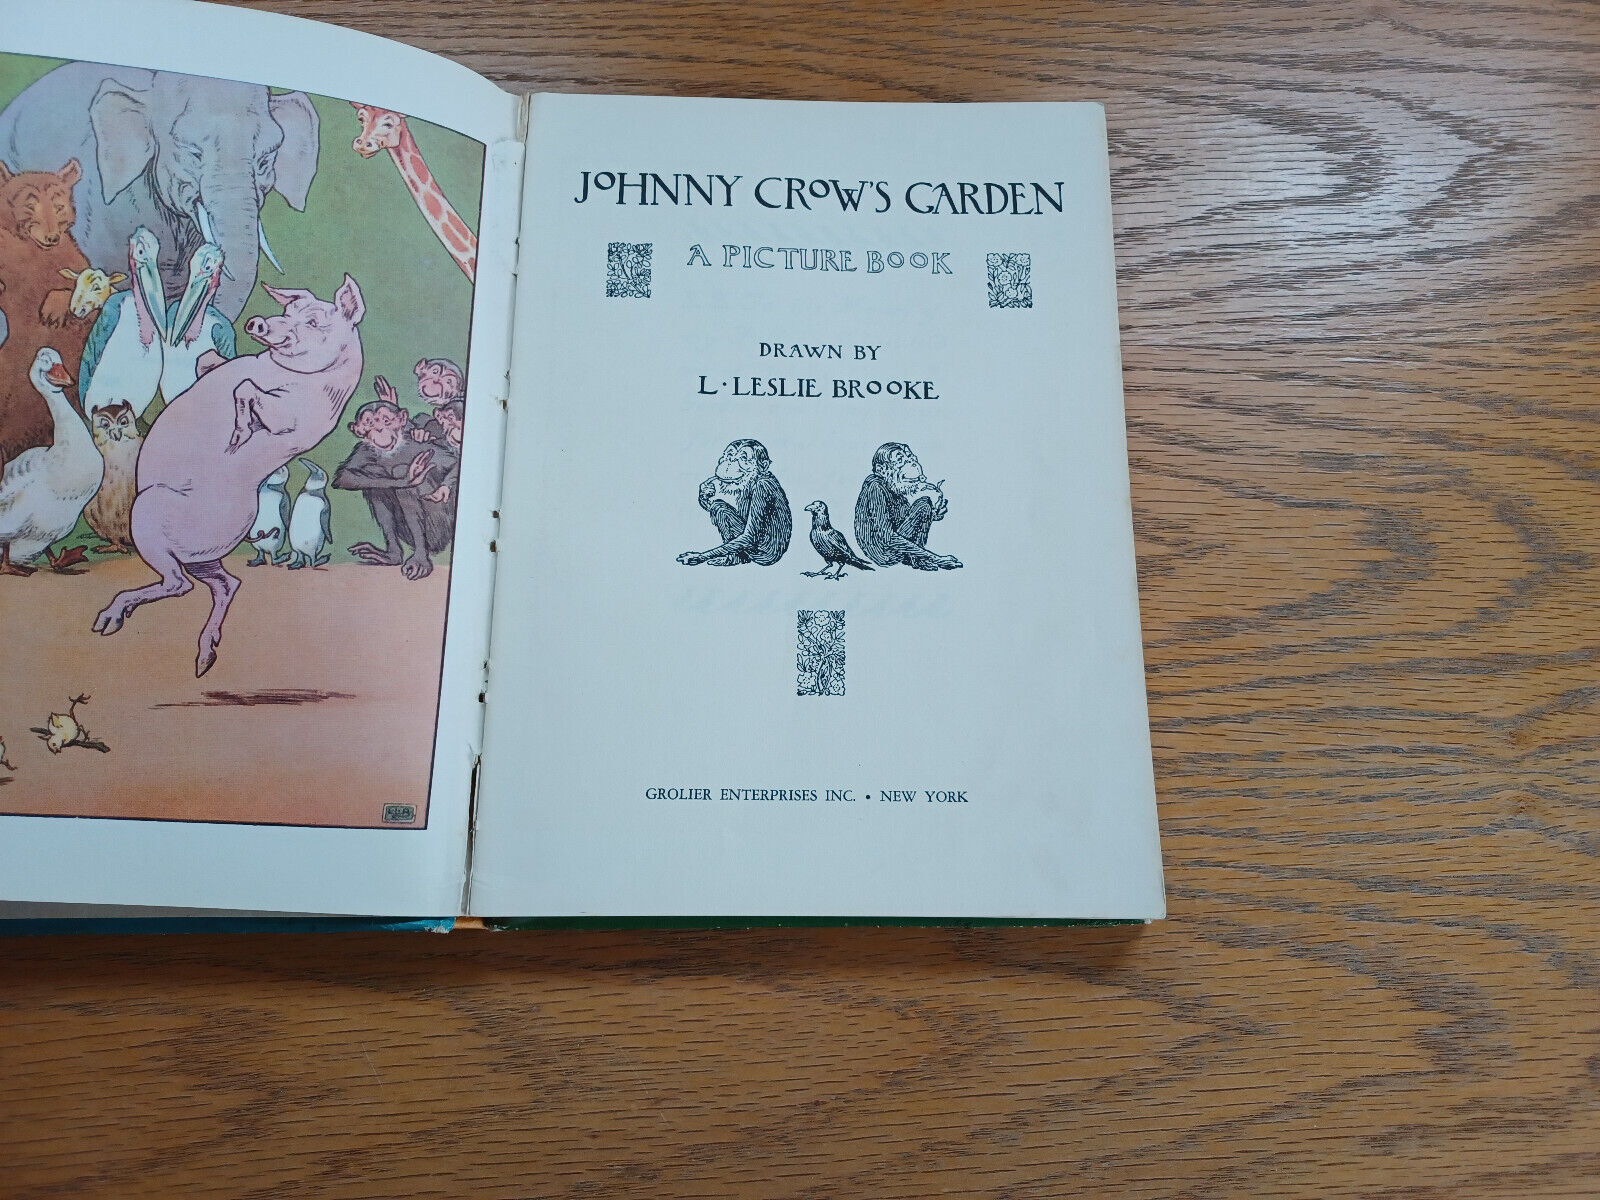 JOHNNY CROW'S GARDEN
A PICTURE BOOK
DRAWN BY
L·LESLIE BROOKE
GROLIER ENTERPRISES INC. • NEW YORK